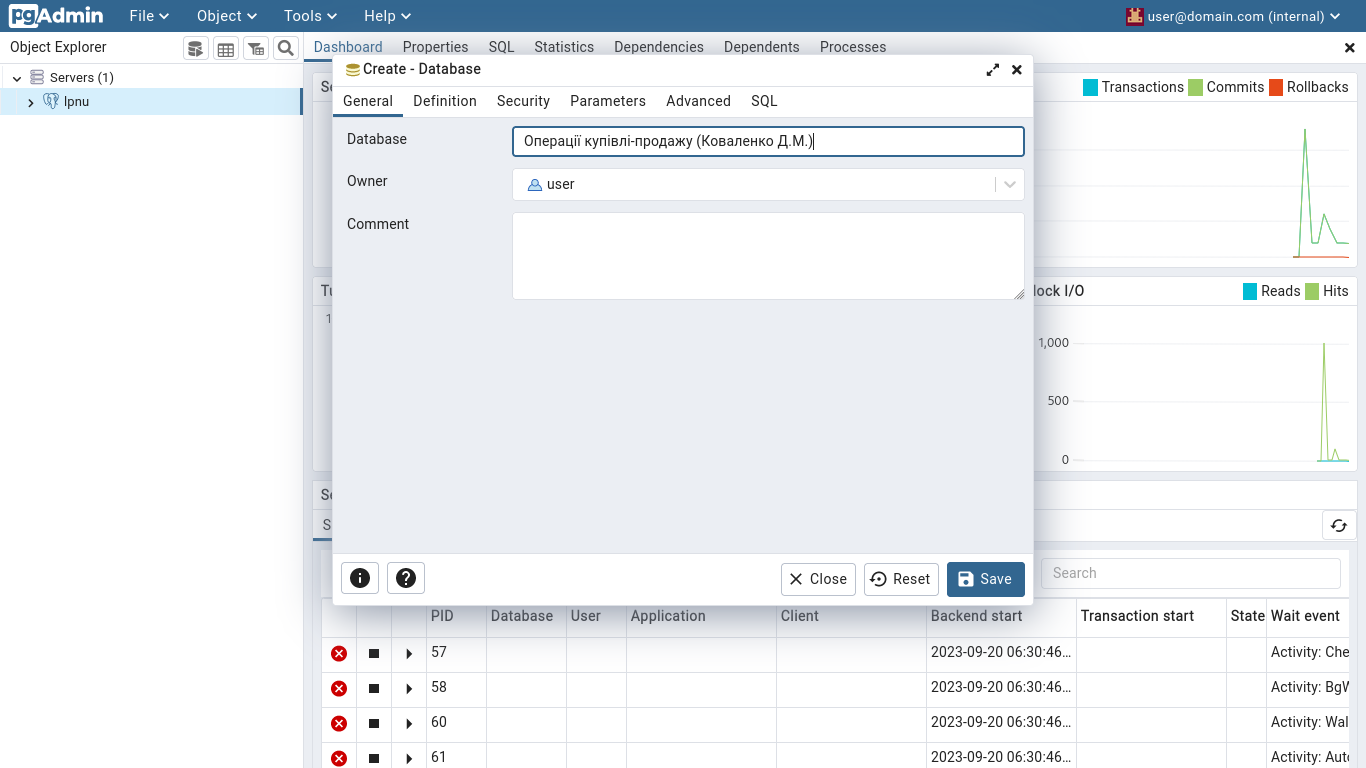 pgAdmin File Object Tools Help user@domain.com (internal)
Object Explorer
Dashboard Properties SQL Statistics Dependencies Dependents Processes
Servers (1)
lpnu
Create - Database
General Definition Security Parameters Advanced SQL
Database Операції купівлі-продажу (Коваленко Д.М.)
Owner user
Comment
Close Reset Save
Transactions Commits Rollbacks
lock I/O Reads Hits
1
1,000
500
0
Search
PID Database User Application Client Backend start Transaction start State Wait event
57 2023-09-20 06:30:46... Activity: Che
58 2023-09-20 06:30:46... Activity: BgW
60 2023-09-20 06:30:46... Activity: Wal
61 2023-09-20 06:30:46... Activity: Auto